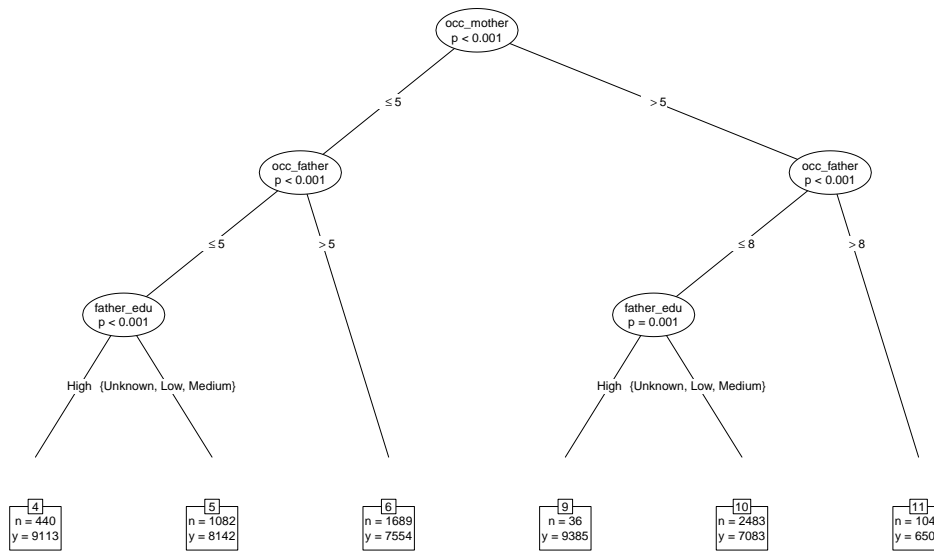 occ_mother
p < 0.001
≤ 5
> 5
occ_father
p < 0.001
occ_father
p < 0.001
≤ 5
> 5
≤ 8
> 8
father_edu
p < 0.001
father_edu
p = 0.001
High {Unknown, Low, Medium}
High {Unknown, Low, Medium}
4
n = 440
y = 9113
5
n = 1082
y = 8142
6
n = 1689
y = 7554
9
n = 36
y = 9385
10
n = 2483
y = 7083
11
n = 104
y = 650